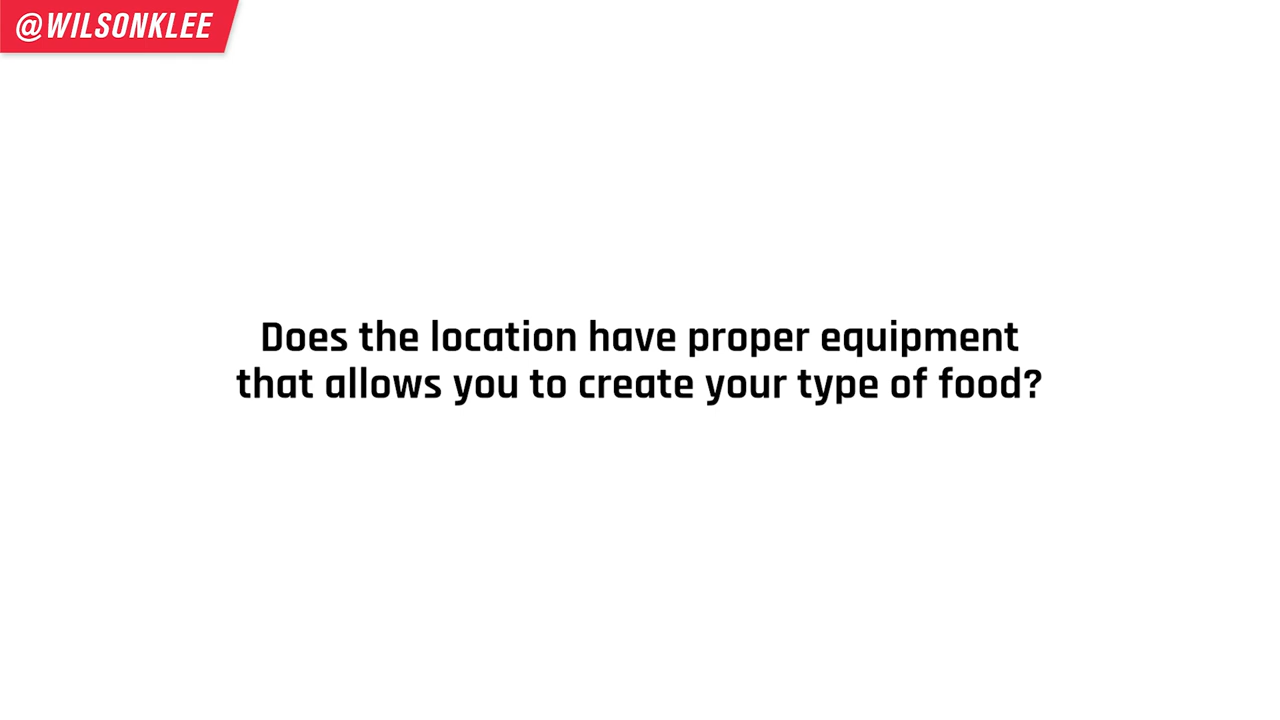 @WILSONKLEE
Does the location have proper equipment
that allows you to create your type of food?